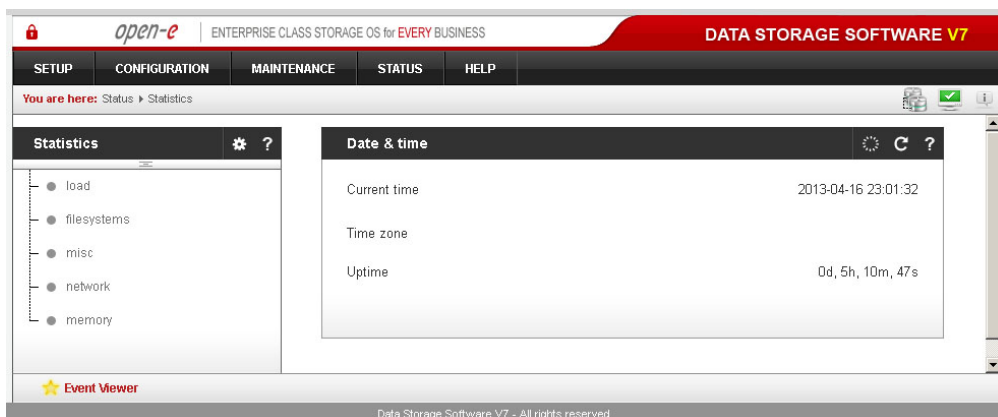 open-e ENTERPRISE CLASS STORAGE OS for EVERY BUSINESS DATA STORAGE SOFTWARE V7
SETUP CONFIGURATION MAINTENANCE STATUS HELP
You are here: Status Statistics
Statistics ?
load
filesystems
misc
network
memory
Date & time ?
Current time 2013-04-16 23:01:32
Time zone
Uptime 0d, 5h, 10m, 47s
Event Viewer
Data Storage Software V7 - All rights reserved